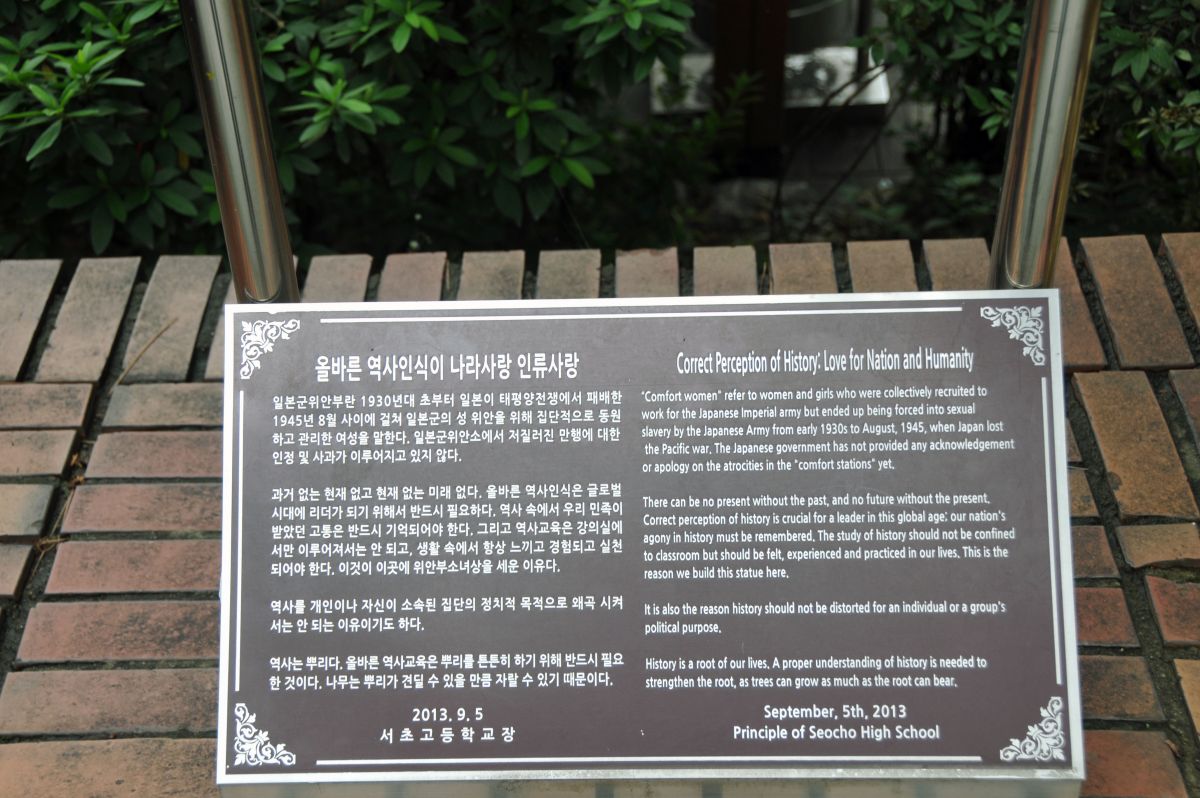 올바른 역사인식이 나라사랑 인류사랑
일본군위안부란 1930년대 초부터 일본이 태평양전쟁에서 패배한
1945년 8월 사이에 걸쳐 일본군의 성 위안을 위해 집단적으로 동원
하고 관리한 여성을 말한다. 일본군위안소에서 저질러진 만행에 대한
인정 및 사과가 이루어지고 있지 않다.
과거 없는 현재 없고 현재 없는 미래 없다. 올바른 역사인식은 글로벌
시대에 리더가 되기 위해서 반드시 필요하다. 역사 속에서 우리 민족이
받았던 고통은 반드시 기억되어야 한다. 그리고 역사교육은 강의실에
서만 이루어져서는 안 되고, 생활 속에서 항상 느끼고 경험되고 실천
되어야 한다. 이것이 이곳에 위안부소녀상을 세운 이유다.
역사를 개인이나 자신이 소속된 집단의 정치적 목적으로 왜곡 시켜
서는 안 되는 이유이기도 하다.
역사는 뿌리다. 올바른 역사교육은 뿌리를 튼튼히 하기 위해 반드시 필요
한 것이다. 나무는 뿌리가 견딜 수 있을 만큼 자랄 수 있기 때문이다.
2013. 9. 5
서초고등학교장
Correct Perception of History: Love for Nation and Humanity
"Comfort women" refer to women and girls who were collectively recruited to
work for the Japanese Imperial army but ended up being forced into sexual
slavery by the Japanese Army from early 1930s to August, 1945, when Japan lost
the Pacific war. The Japanese government has not provided any acknowledgement
or apology on the atrocities in the "comfort stations" yet.
There can be no present without the past, and no future without the present.
Correct perception of history is crucial for a leader in this global age: our nation's
agony in history must be remembered. The study of history should not be confined
to classroom but should be felt, experienced and practiced in our lives. This is the
reason we build this statue here.
It is also the reason history should not be distorted for an individual or a group's
political purpose.
History is a root of our lives. A proper understanding of history is needed to
strengthen the root, as trees can grow as much as the root can bear.
September, 5th, 2013
Principle of Seocho High School